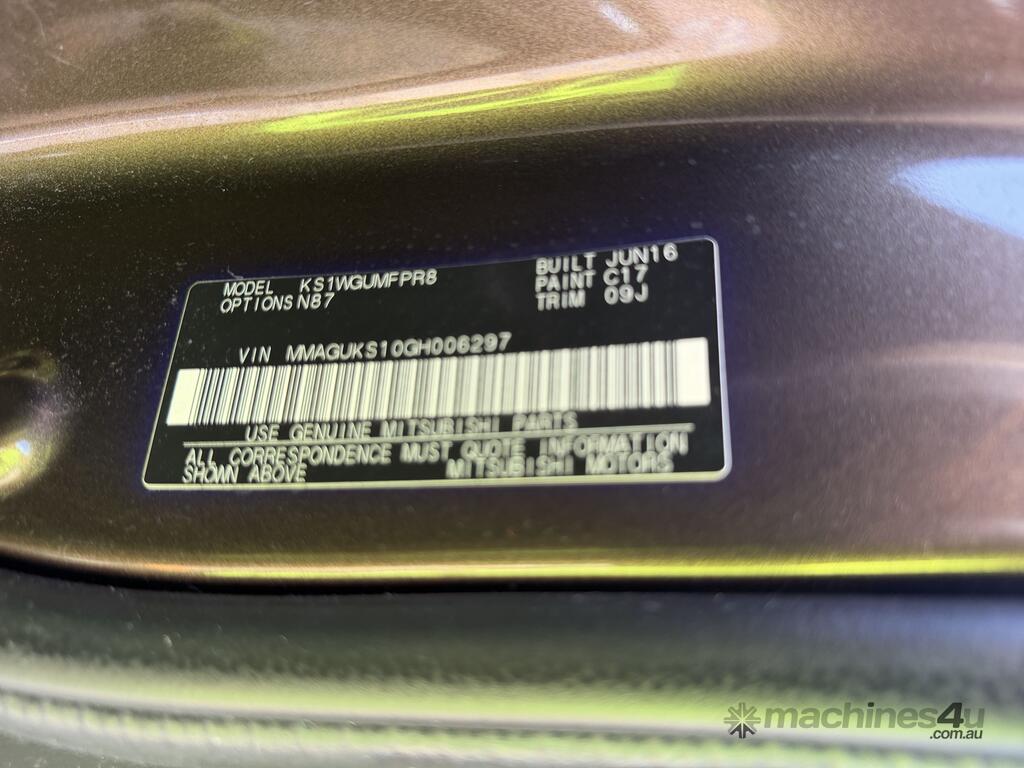 MODEL KS1WGUMFPR8 BUILT JUN16
OPTIONS N87 PAINT C17
TRIM 09J
VIN MMAGUKS10GH006297
USE GENUINE MITSUBISHI PARTS
ALL CORRESPONDENCE MUST QUOTE INFORMATION
SHOWN ABOVE MITSUBISHI MOTORS
machines4u
.com.au